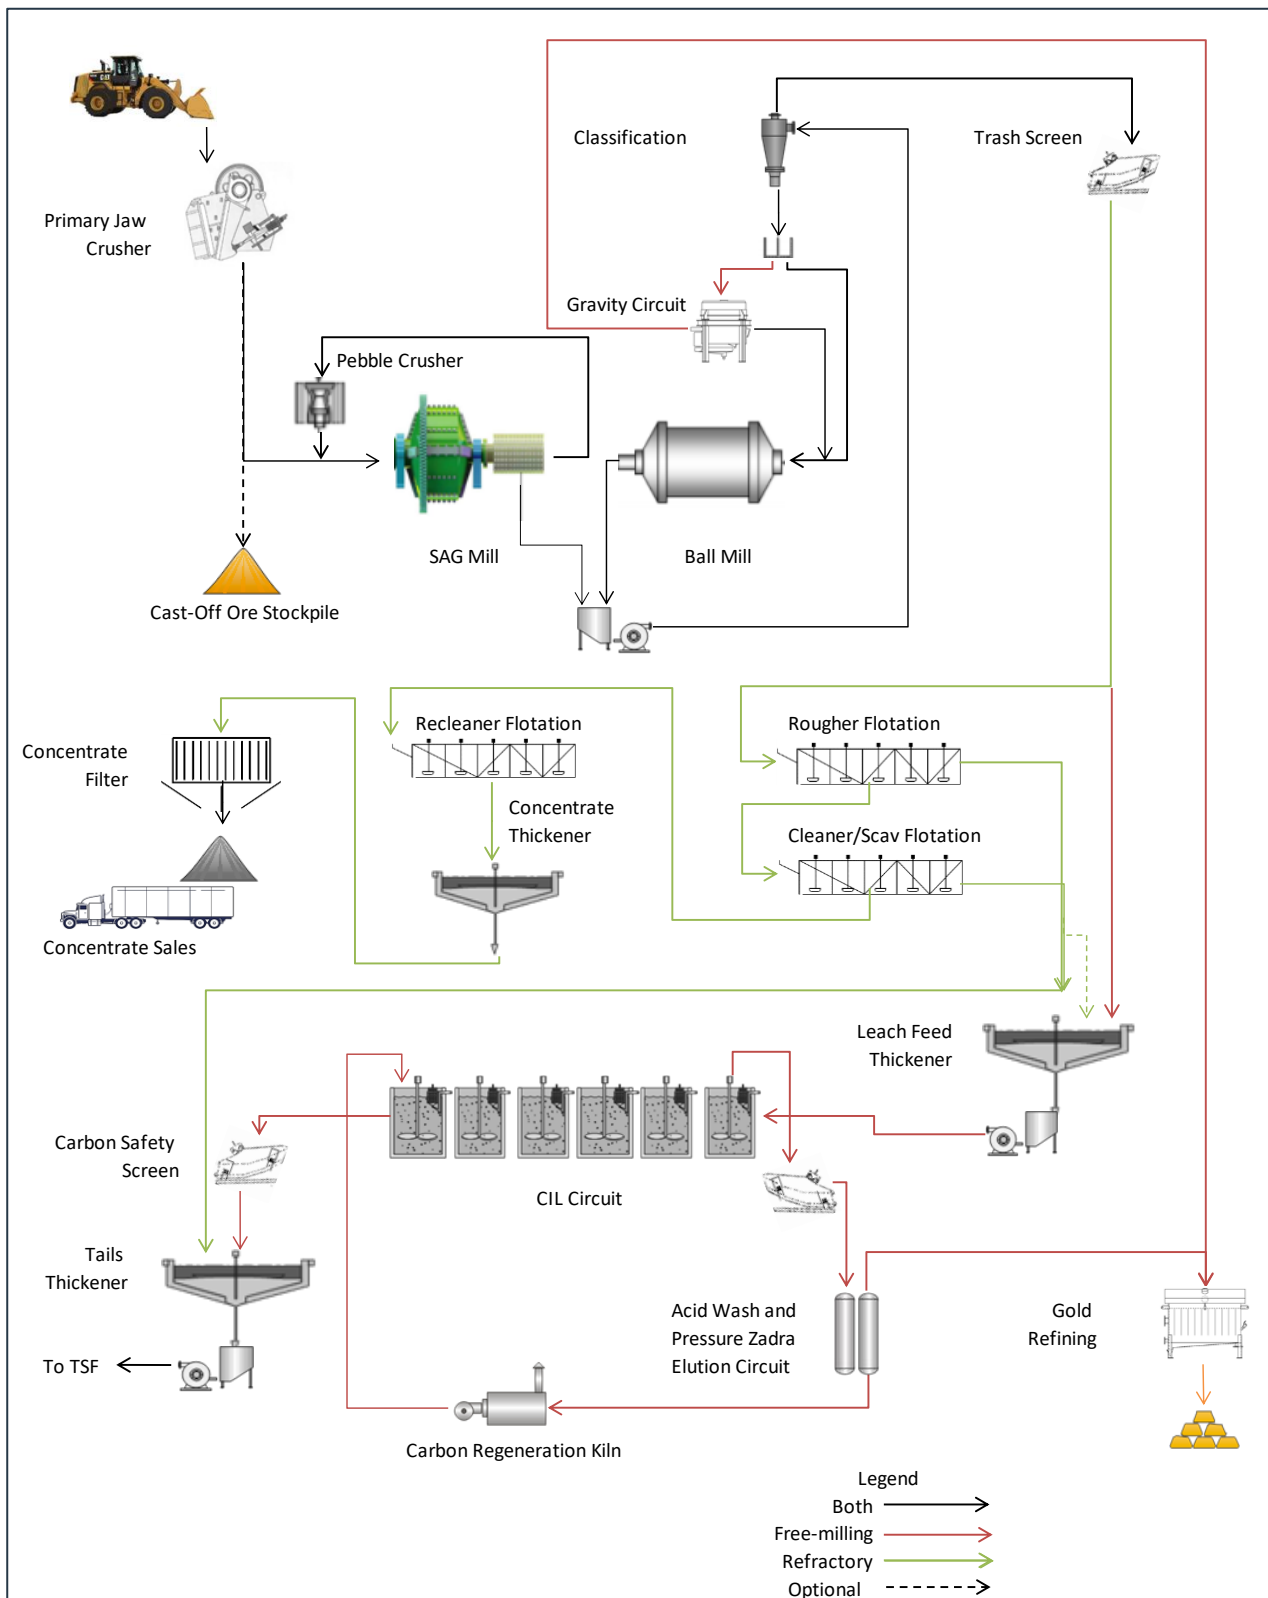 Classification
Trash Screen
Primary Jaw
Crusher
Gravity Circuit
Pebble Crusher
SAG Mill
Ball Mill
Cast-Off Ore Stockpile
Recleaner Flotation
Rougher Flotation
Concentrate
Filter
Concentrate
Thickener
Cleaner/Scav Flotation
Concentrate Sales
Leach Feed
Thickener
Carbon Safety
Screen
CIL Circuit
Tails
Thickener
Acid Wash and
Pressure Zadra
Elution Circuit
Gold
Refining
To TSF
Carbon Regeneration Kiln
Legend
Both
Free-milling
Refractory
Optional